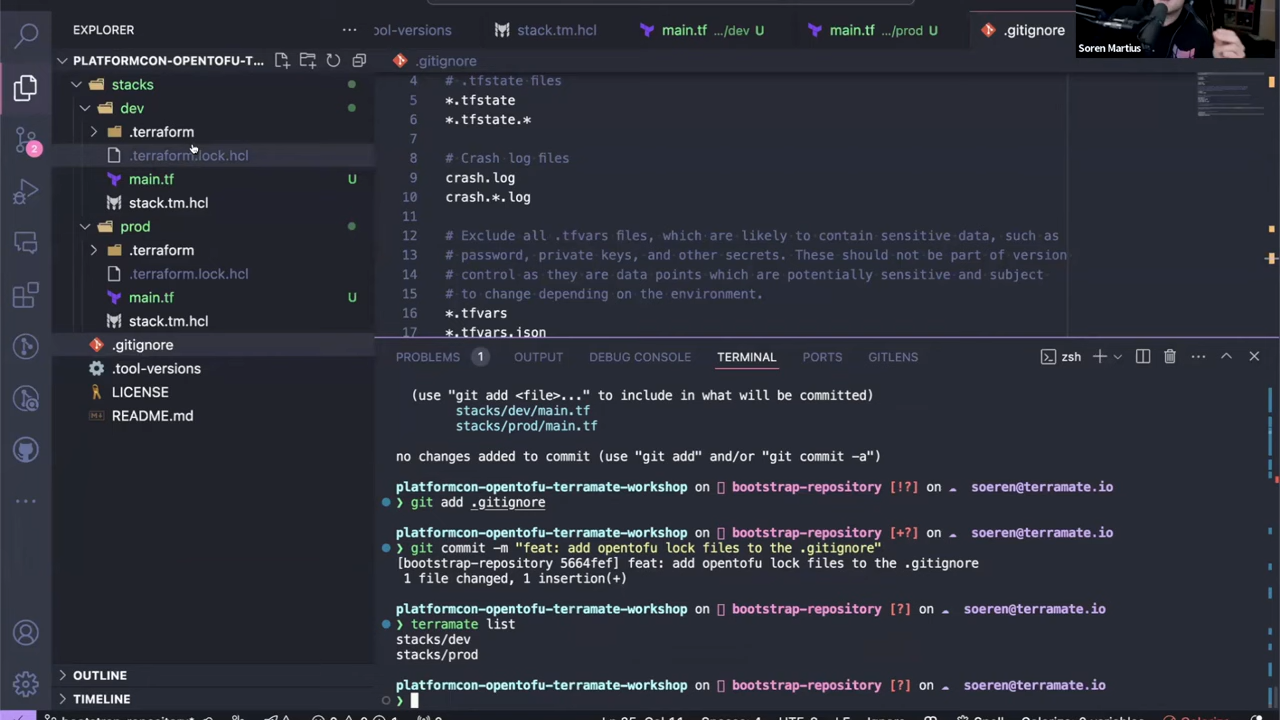 EXPLORER
PLATFORMCON-OPENTOFU-T...
stacks
dev
.terraform
.terraform.lock.hcl
main.tf U
stack.tm.hcl
prod
.terraform
.terraform.lock.hcl
main.tf U
stack.tm.hcl
.gitignore
.tool-versions
LICENSE
README.md
OUTLINE
TIMELINE
2
ool-versions
stack.tm.hcl
main.tf .../dev U
main.tf .../prod U
.gitignore
Soren Martius
.gitignore
4 # .tfstate files
5 *.tfstate
6 *.tfstate.*
7
8 # Crash log files
9 crash.log
10 crash.*.log
11
12 # Exclude all .tfvars files, which are likely to contain sensitive data, such as
13 # password, private keys, and other secrets. These should not be part of version
14 # control as they are data points which are potentially sensitive and subject
15 # to change depending on the environment.
16 *.tfvars
17 *.tfvars.json
PROBLEMS 1 OUTPUT DEBUG CONSOLE TERMINAL PORTS GITLENS zsh
(use "git add <file>..." to include in what will be committed)
stacks/dev/main.tf
stacks/prod/main.tf
no changes added to commit (use "git add" and/or "git commit -a")
platformcon-opentofu-terramate-workshop on bootstrap-repository [!?] on soeren@terramate.io
❯ git add .gitignore
platformcon-opentofu-terramate-workshop on bootstrap-repository [+?] on soeren@terramate.io
❯ git commit -m "feat: add opentofu lock files to the .gitignore"
[bootstrap-repository 5664fef] feat: add opentofu lock files to the .gitignore
1 file changed, 1 insertion(+)
platformcon-opentofu-terramate-workshop on bootstrap-repository [?] on soeren@terramate.io
❯ terramate list
stacks/dev
stacks/prod
platformcon-opentofu-terramate-workshop on bootstrap-repository [?] on soeren@terramate.io
❯